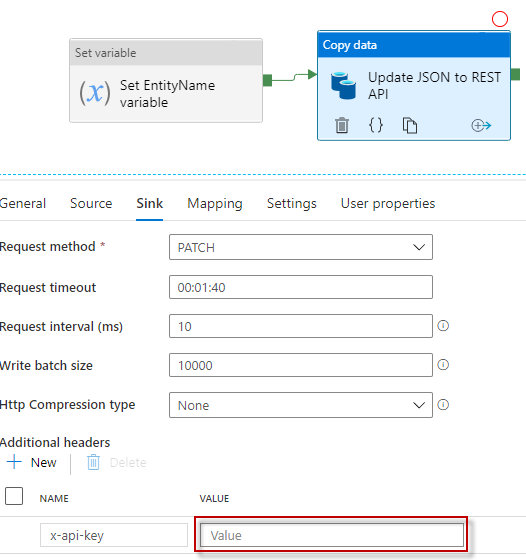 Set variable
(x)
Set EntityName
variable
Copy data
Update JSON to REST
API
{}
General
Source
Sink
Mapping
Settings
User properties
Request method *
PATCH
Request timeout
00:01:40
Request interval (ms)
10
Write batch size
10000
Http Compression type
None
Additional headers
+ New
Delete
NAME
VALUE
x-api-key
Value